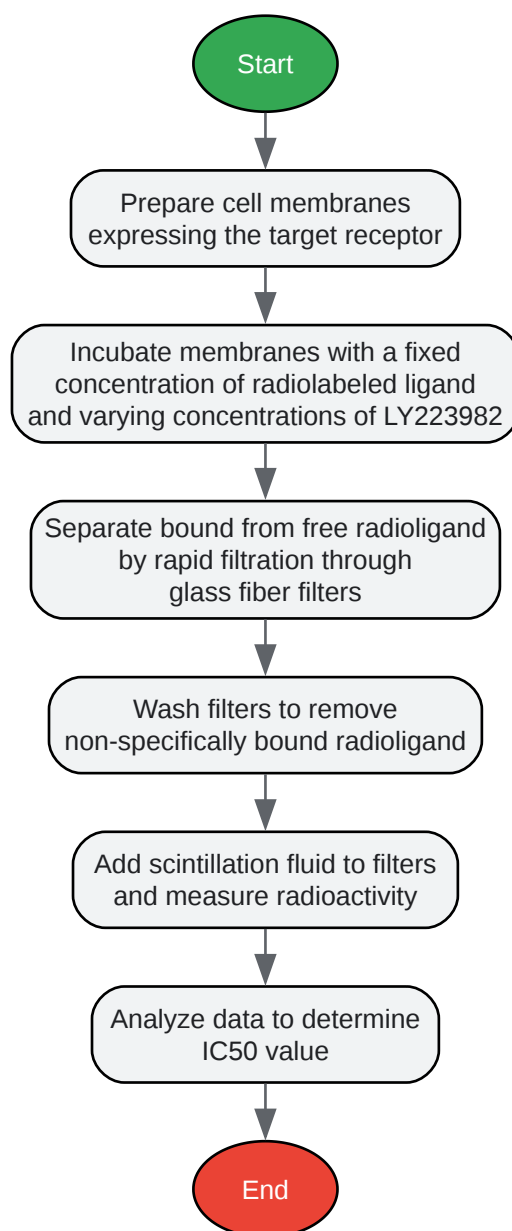 Start
Prepare cell membranes
expressing the target receptor
Incubate membranes with a fixed
concentration of radiolabeled ligand
and varying concentrations of LY223982
Separate bound from free radioligand
by rapid filtration through
glass fiber filters
Wash filters to remove
non-specifically bound radioligand
Add scintillation fluid to filters
and measure radioactivity
Analyze data to determine
IC50 value
End